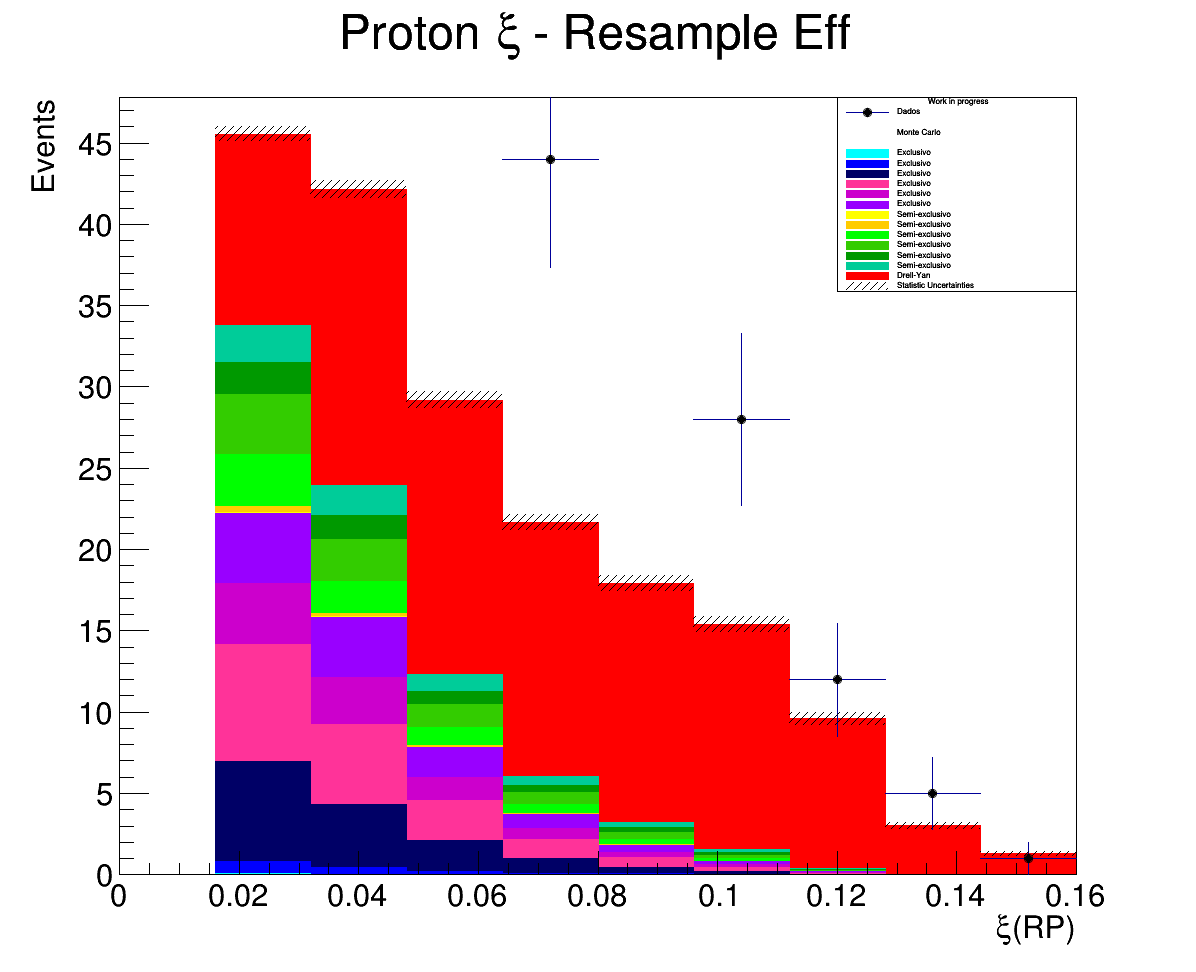 Proton ξ - Resample Eff
Events
45
40
35
30
25
20
15
10
5
0
0 0.02 0.04 0.06 0.08 0.1 0.12 0.14 0.16
ξ(RP)
Work in progress
Dados
Monte Carlo
Exclusivo
Exclusivo
Exclusivo
Exclusivo
Exclusivo
Exclusivo
Semi-exclusivo
Semi-exclusivo
Semi-exclusivo
Semi-exclusivo
Semi-exclusivo
Semi-exclusivo
Drell-Yan
Statistic Uncertainties